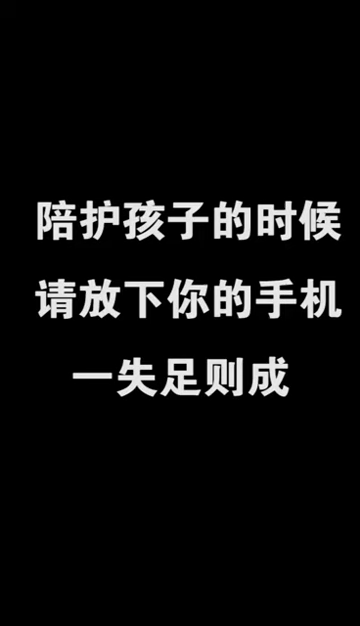 陪护孩子的时候
请放下你的手机
一失足则成